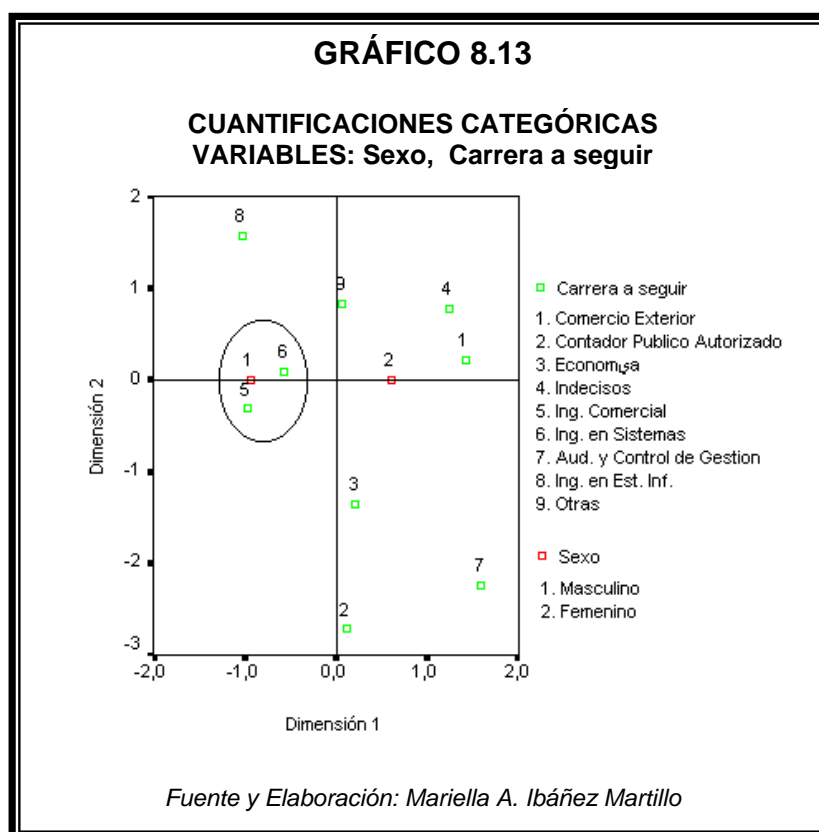 GRÁFICO 8.13
CUANTIFICACIONES CATEGÓRICAS
VARIABLES: Sexo, Carrera a seguir
2
1
0
-1
-2
-3
Dimensión 2
8
9
4
1
1
6
2
5
3
7
2
-2,0
-1,0
0,0
1,0
2,0
Dimensión 1
Carrera a seguir
1. Comercio Exterior
2. Contador Publico Autorizado
3.
4. Indecisos
5. Ing. Comercial
6. Ing. en Sistemas
7. Aud. y Control de Gestion
8. Ing. en Est. Inf.
9. Otras
Sexo
1. Masculino
2. Femenino
Fuente y Elaboración: Mariella A. Ibáñez Martillo